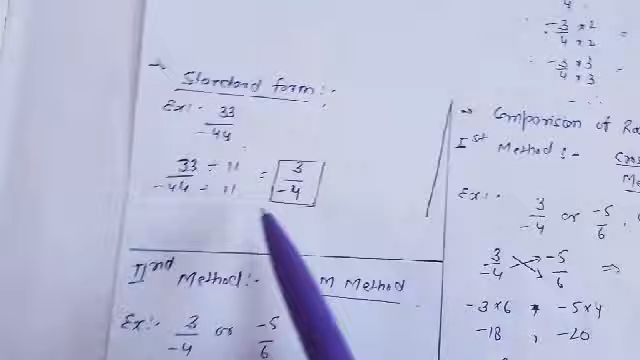 → Standard form:-
Ex:- 33
-44
33 ÷ 11 = 3
-44 ÷ 11 -4
IInd Method:- M Method
Ex:- 3 or -5
-4 6
4
-3 × 2 =
4 × 2
-3 × 3 =
4 × 3
→ Comparison of
Ist Method:-
Ex:- 3 or -5
-4 6
3 -5 ⇒
-4 6
-3×6 , -5×4
-18 , -20